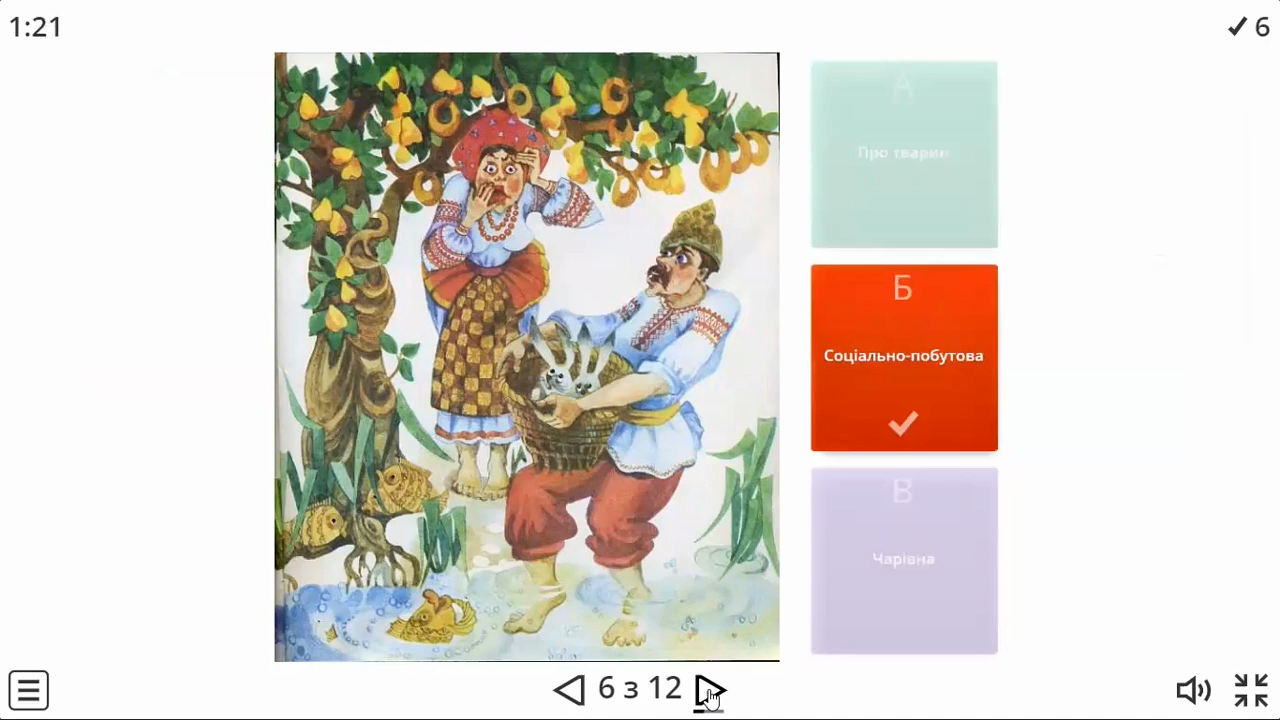 1:21
6
А
Про тварин
Б
Соціально-побутова
В
Чарівна
6 з 12